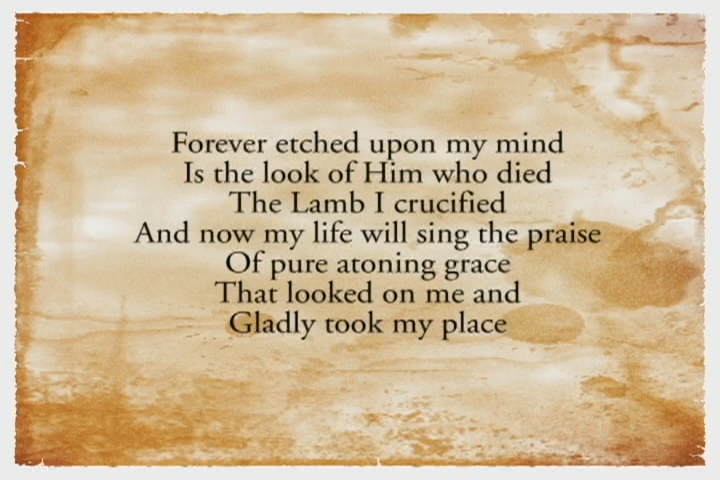 Forever etched upon my mind
Is the look of Him who died
The Lamb I crucified
And now my life will sing the praise
Of pure atoning grace
That looked on me and
Gladly took my place